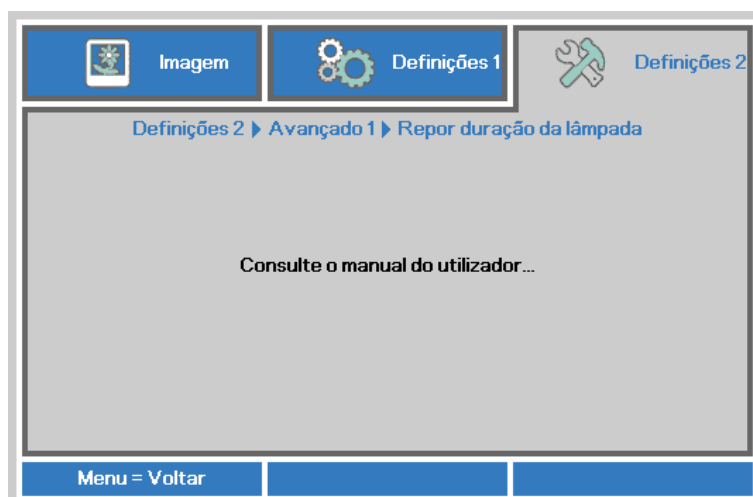 Imagem
Definições 1
Definições 2
Definições 2 ▶ Avançado 1 ▶ Repor duração da lâmpada
Consulte o manual do utilizador...
Menu = Voltar